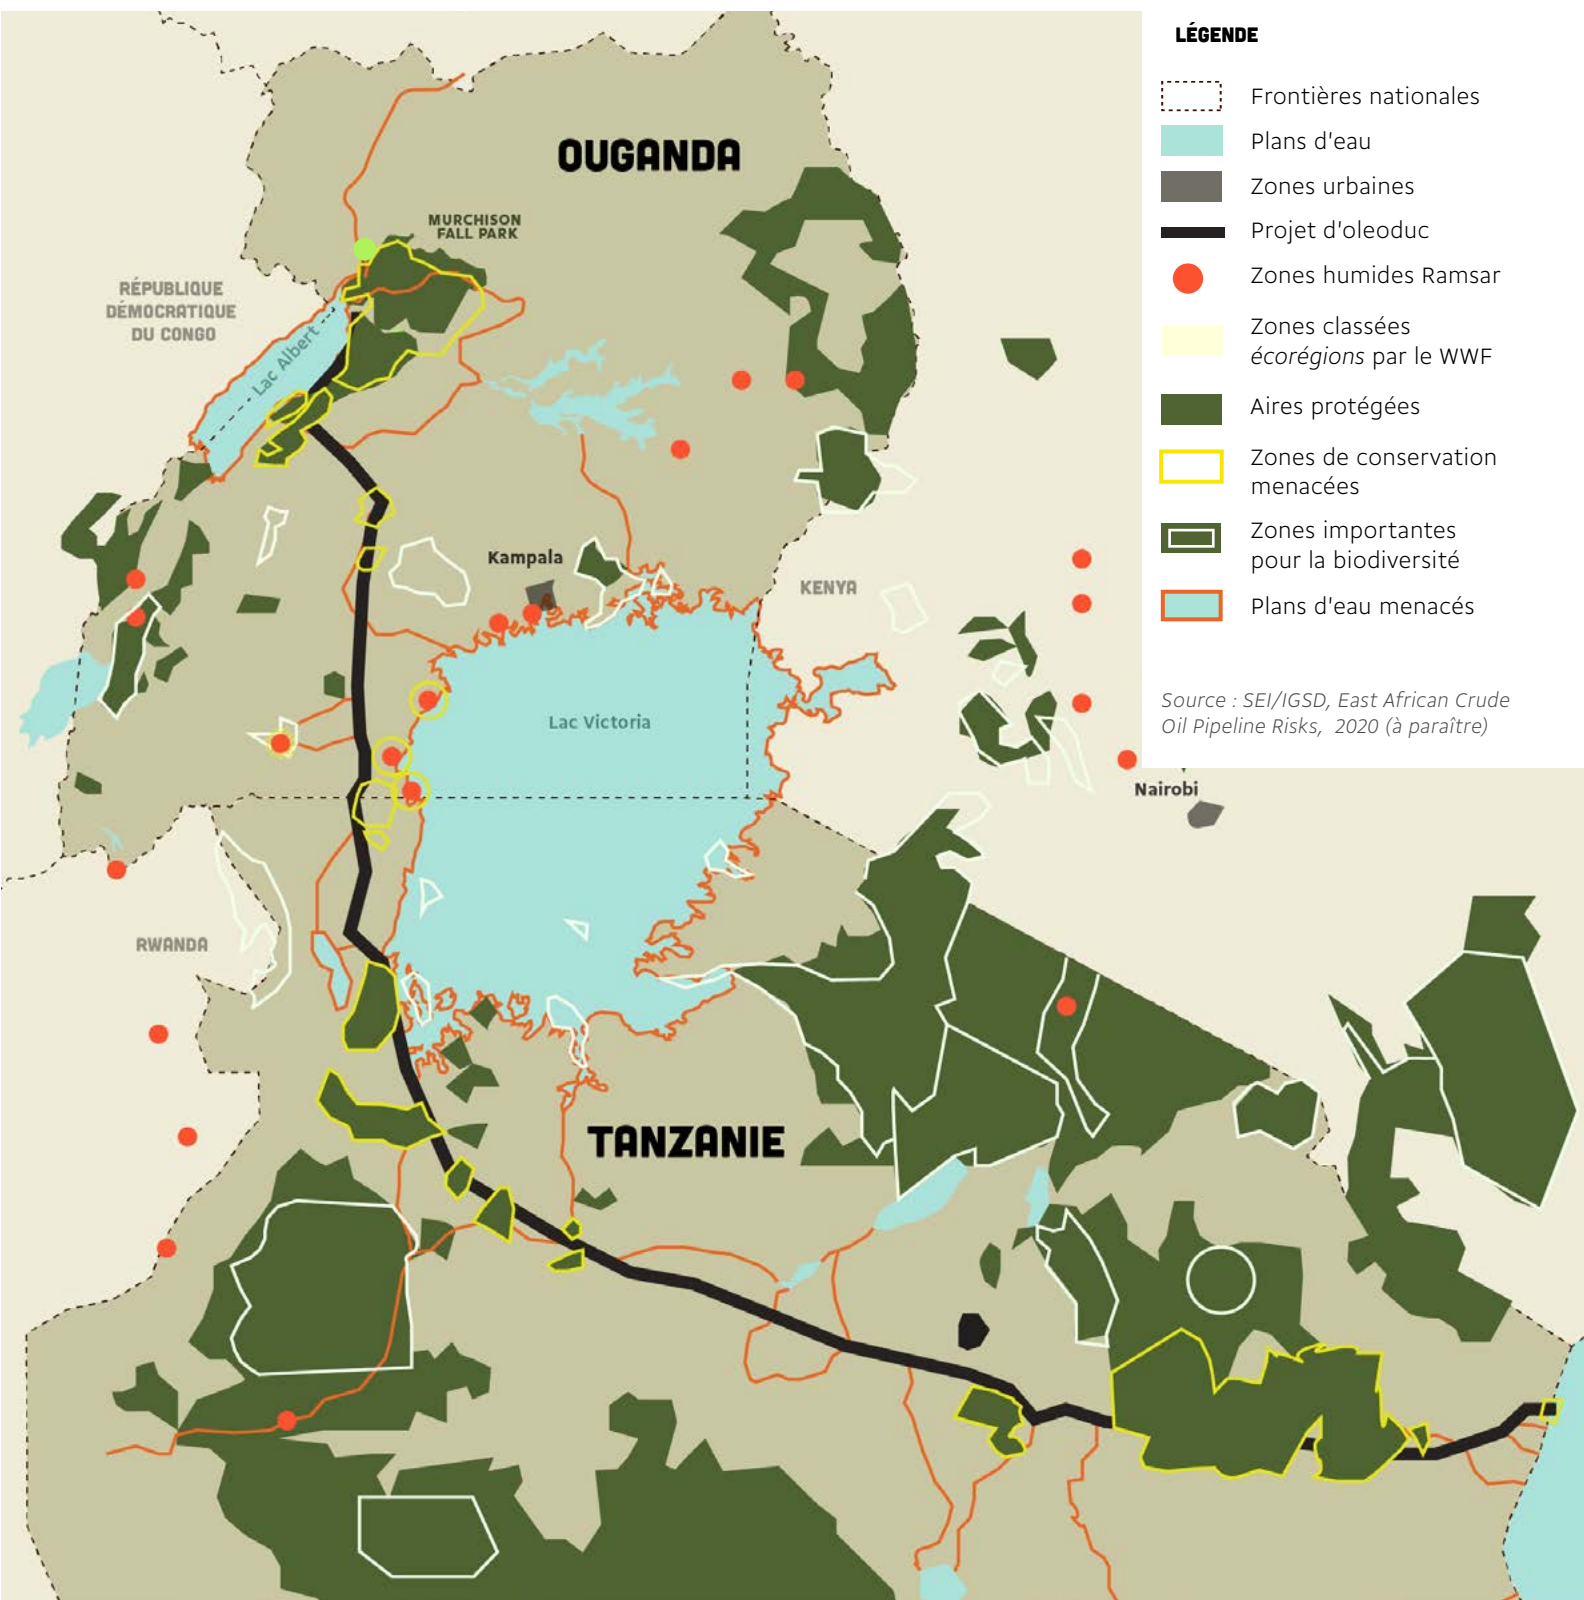 LÉGENDE
Frontières nationales
Plans d'eau
Zones urbaines
Projet d'oleoduc
Zones humides Ramsar
Zones classées
écorégions par le WWF
Aires protégées
Zones de conservation
menacées
Zones importantes
pour la biodiversité
Plans d'eau menacés
Source : SEI/IGSD, East African Crude
Oil Pipeline Risks, 2020 (à paraître)
OUGANDA
MURCHISON
FALL PARK
RÉPUBLIQUE
DÉMOCRATIQUE
DU CONGO
Lac Albert
Kampala
KENYA
Lac Victoria
Nairobi
RWANDA
TANZANIE